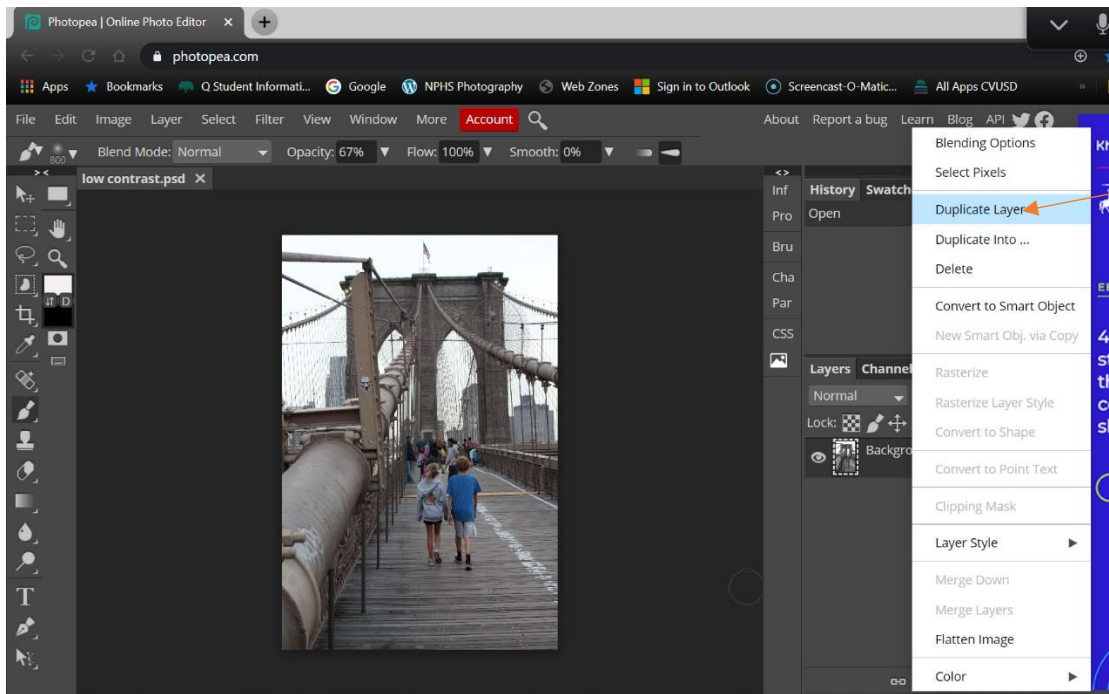 Photopea | Online Photo Editor × +
photopea.com
Apps Bookmarks Q Student Informati... Google NPHS Photography Web Zones Sign in to Outlook Screencast-O-Matic... All Apps CVUSD »
File Edit Image Layer Select Filter View Window More Account About Report a bug Learn Blog API
800 Blend Mode: Normal Opacity: 67% Flow: 100% Smooth: 0%
low contrast.psd ×
Inf
Pro
Bru
Cha
Par
CSS
History Swatch
Open
Layers Channel
Normal
Lock:
Backgro
D
T
Blending Options
Select Pixels
Duplicate Layer
Duplicate Into ...
Delete
Convert to Smart Object
New Smart Obj. via Copy
Rasterize
Rasterize Layer Style
Convert to Shape
Convert to Point Text
Clipping Mask
Layer Style
Merge Down
Merge Layers
Flatten Image
Color